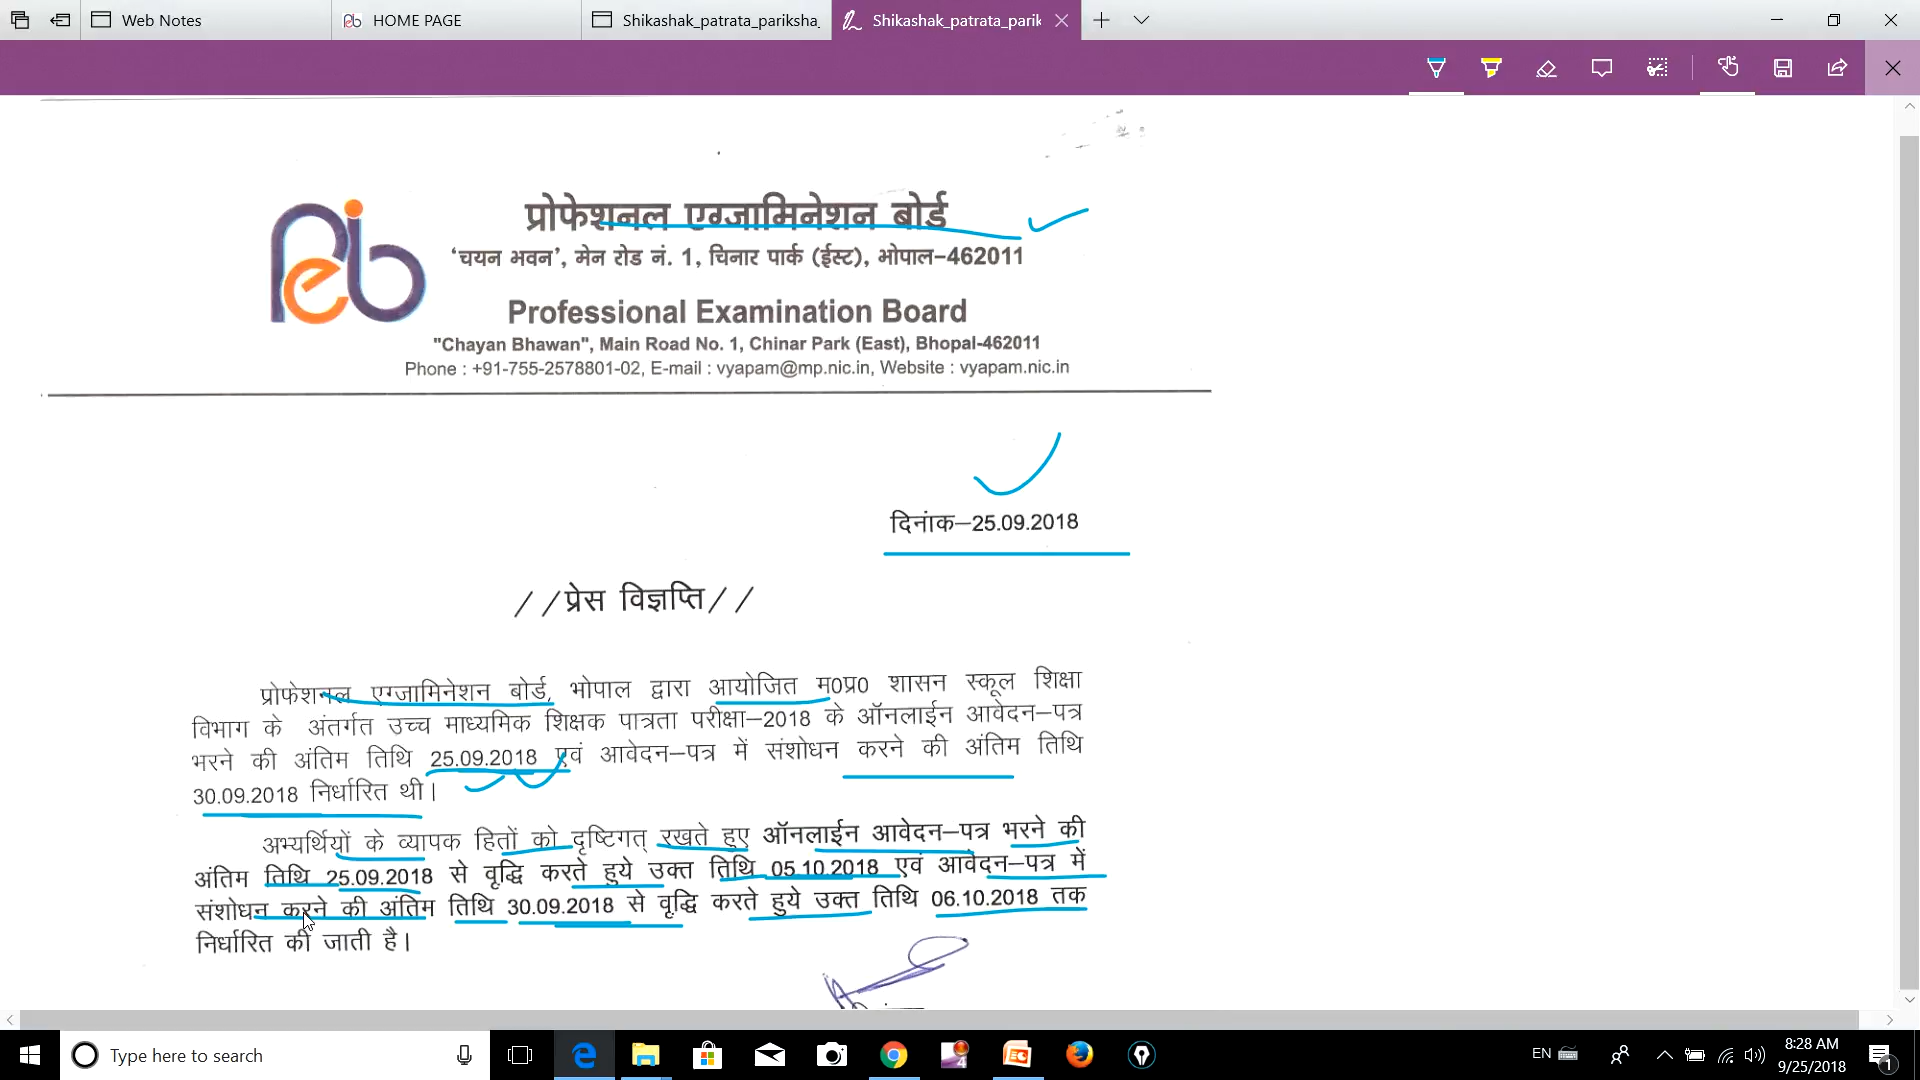 Web Notes
HOME PAGE
Shikashak_patrata_pariksha_
Shikashak_patrata_parik
Peb
प्रोफेशनल एग्जामिनेशन बोर्ड
‘चयन भवन’, मेन रोड नं. 1, चिनार पार्क (ईस्ट), भोपाल–462011
Professional Examination Board
"Chayan Bhawan", Main Road No. 1, Chinar Park (East), Bhopal-462011
Phone : +91-755-2578801-02, E-mail : vyapam@mp.nic.in, Website : vyapam.nic.in
दिनांक–25.09.2018
//प्रेस विज्ञप्ति//
प्रोफेशनल एग्जामिनेशन बोर्ड, भोपाल द्वारा आयोजित म0प्र0 शासन स्कूल शिक्षा
विभाग के अंतर्गत उच्च माध्यमिक शिक्षक पात्रता परीक्षा–2018 के ऑनलाईन आवेदन–पत्र
भरने की अंतिम तिथि 25.09.2018 एवं आवेदन–पत्र में संशोधन करने की अंतिम तिथि
30.09.2018 निर्धारित थी।
अभ्यर्थियों के व्यापक हितों को दृष्टिगत् रखते हुए ऑनलाईन आवेदन–पत्र भरने की
अंतिम तिथि 25.09.2018 से वृद्धि करते हुये उक्त तिथि 05.10.2018 एवं आवेदन–पत्र में
संशोधन करने की अंतिम तिथि 30.09.2018 से वृद्धि करते हुये उक्त तिथि 06.10.2018 तक
निर्धारित की जाती है।
Type here to search
EN
8:28 AM
9/25/2018
1